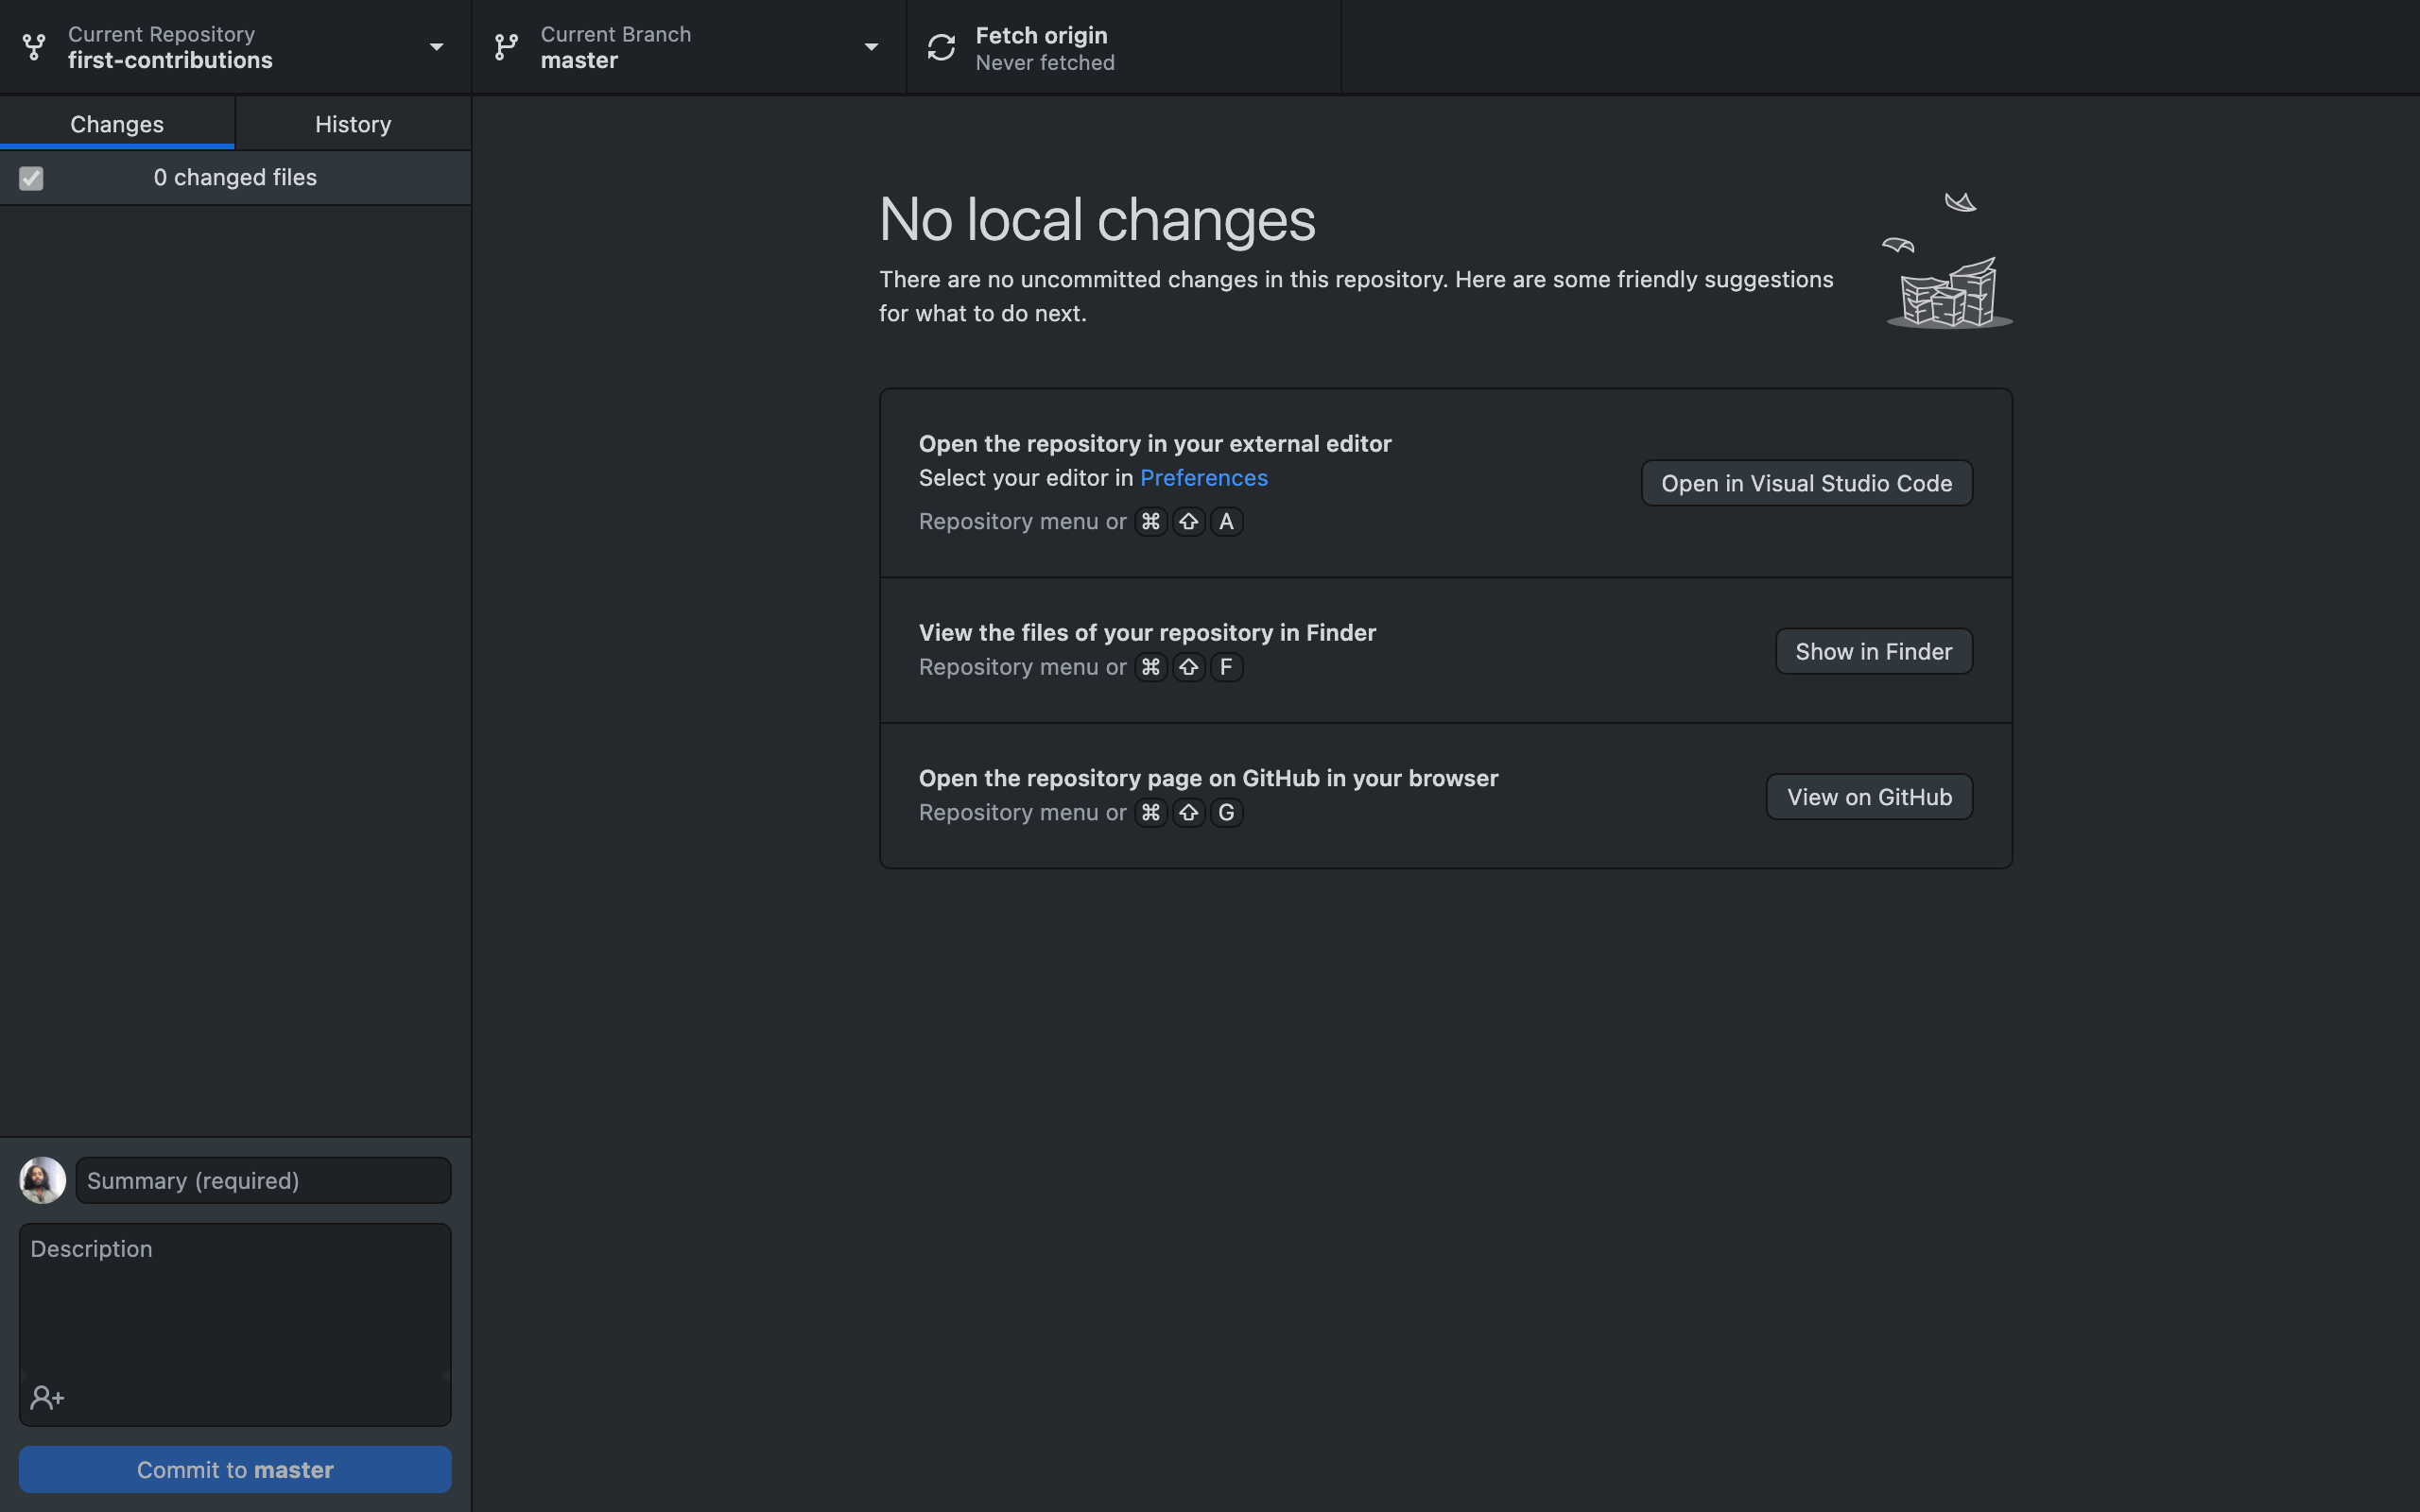 Current Repository
first-contributions
Current Branch
master
Fetch origin
Never fetched
Changes
History
0 changed files
No local changes
There are no uncommitted changes in this repository. Here are some friendly suggestions
for what to do next.
Open the repository in your external editor
Select your editor in Preferences
Repository menu or ⌘ ⇧ A
Open in Visual Studio Code
View the files of your repository in Finder
Repository menu or ⌘ ⇧ F
Show in Finder
Open the repository page on GitHub in your browser
Repository menu or ⌘ ⇧ G
View on GitHub
Summary (required)
Description
Commit to master